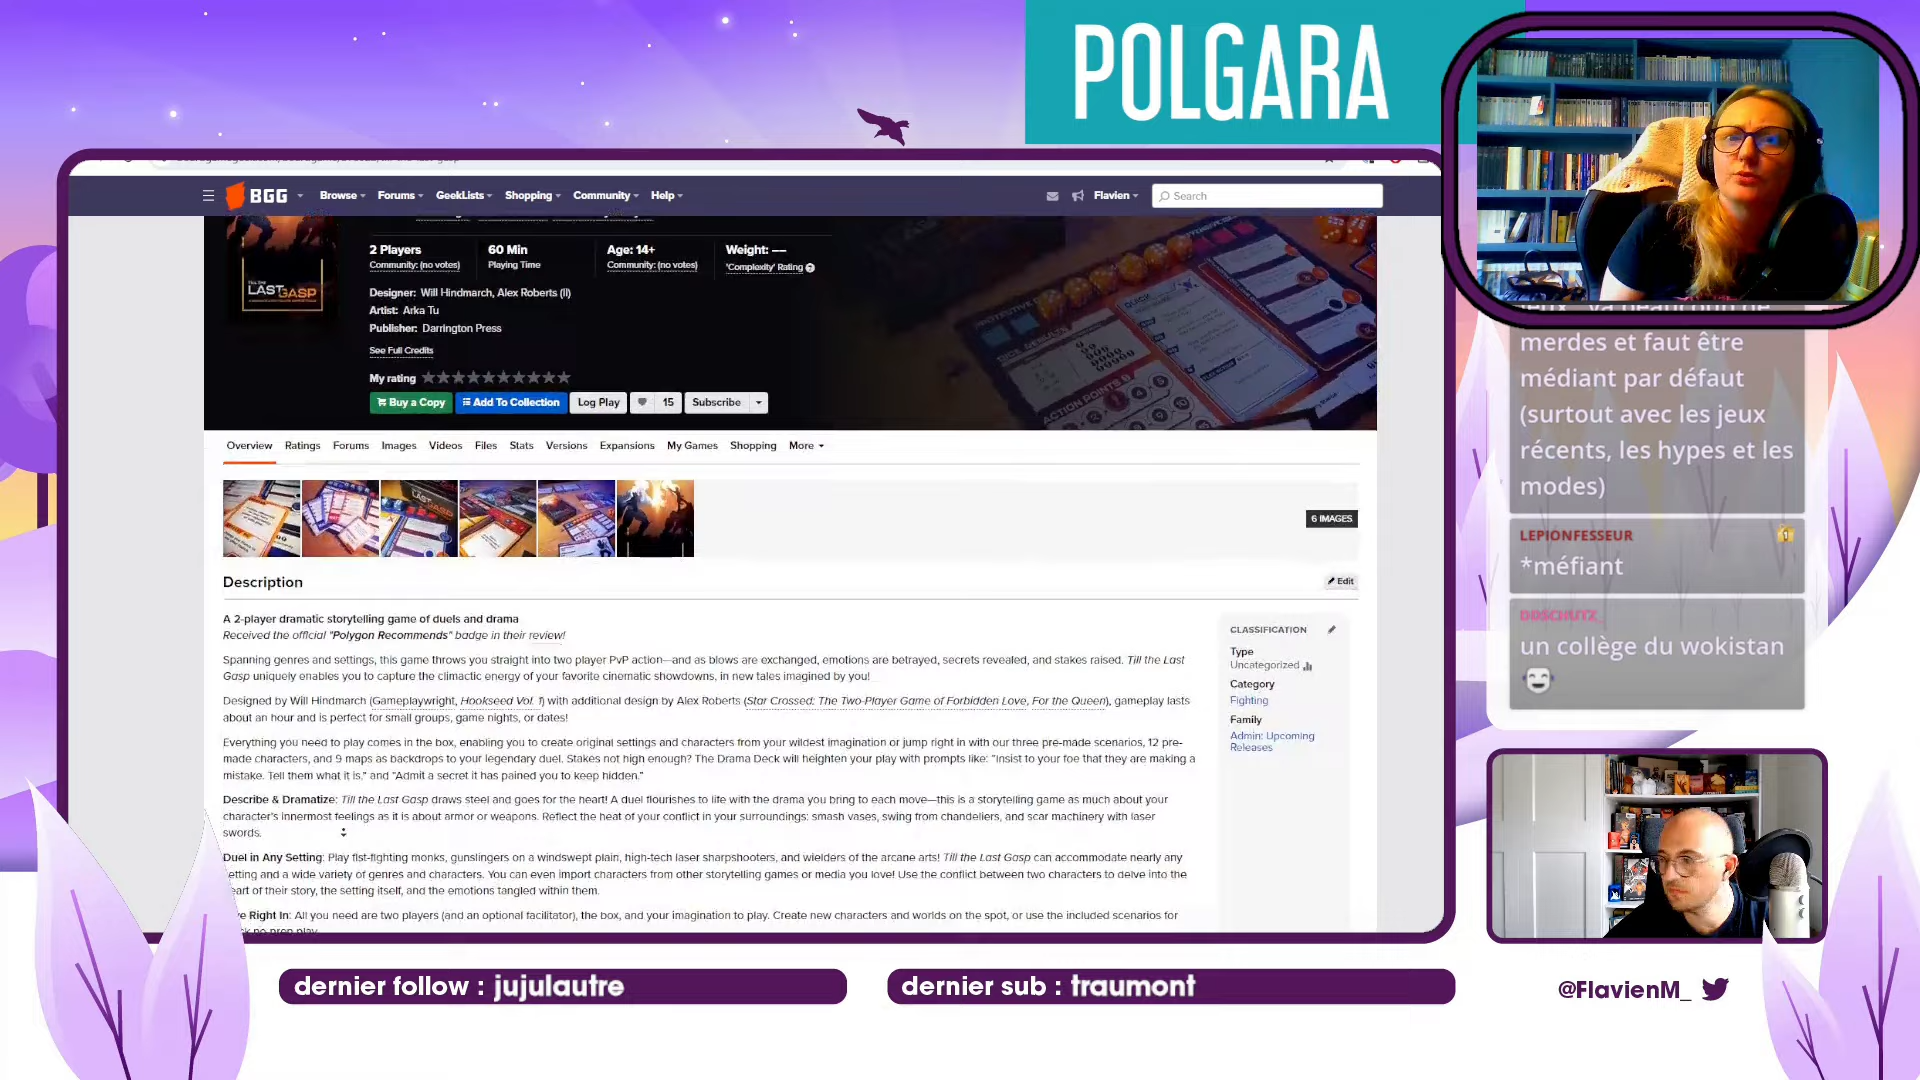 POLGARA
BGG
Browse
Forums
GeekLists
Shopping
Community
Help
Flavien
Search
2 Players
Community: (no votes)
60 Min
Playing Time
Age: 14+
Community: (no votes)
Weight: --
'Complexity' Rating
LAST GASP
Designer: Will Hindmarch, Alex Roberts (II)
Artist: Arka Tu
Publisher: Darrington Press
See Full Credits
My rating
Buy a Copy
Add To Collection
Log Play
15
Subscribe
ACTION POINTS
Overview
Ratings
Forums
Images
Videos
Files
Stats
Versions
Expansions
My Games
Shopping
More
6 IMAGES
Description
Edit
A 2-player dramatic storytelling game of duels and drama
Received the official "Polygon Recommends" badge in their review!
Spanning genres and settings, this game throws you straight into two player PvP action—and as blows are exchanged, emotions are betrayed, secrets revealed, and stakes raised. Till the Last
Gasp uniquely enables you to capture the climactic energy of your favorite cinematic showdowns, in new tales imagined by you!
Designed by Will Hindmarch (Gameplaywright, Hookseed Vol. 1) with additional design by Alex Roberts (Star Crossed: The Two-Player Game of Forbidden Love, For the Queen), gameplay lasts
about an hour and is perfect for small groups, game nights, or dates!
Everything you need to play comes in the box, enabling you to create original settings and characters from your wildest imagination or jump right in with our three pre-made scenarios, 12 pre-
made characters, and 9 maps as backdrops to your legendary duel. Stakes not high enough? The Drama Deck will heighten your play with prompts like: "Insist to your foe that they are making a
mistake. Tell them what it is," and "Admit a secret it has pained you to keep hidden."
Describe & Dramatize: Till the Last Gasp draws steel and goes for the heart! A duel flourishes to life with the drama you bring to each move—this is a storytelling game as much about your
character's innermost feelings as it is about armor or weapons. Reflect the heat of your conflict in your surroundings: smash vases, swing from chandeliers, and scar machinery with laser
swords.
Duel in Any Setting: Play fist-fighting monks, gunslingers on a windswept plain, high-tech laser sharpshooters, and wielders of the arcane arts! Till the Last Gasp can accommodate nearly any
etting and a wide variety of genres and characters. You can even import characters from other storytelling games or media you love! Use the conflict between two characters to delve into the
eart of their story, the setting itself, and the emotions tangled within them.
ve Right In: All you need are two players (and an optional facilitator), the box, and your imagination to play. Create new characters and worlds on the spot, or use the included scenarios for
CLASSIFICATION
Type
Uncategorized
Category
Fighting
Family
Admin: Upcoming
Releases
merdes et faut être
médiant par défaut
(surtout avec les jeux
récents, les hypes et les
modes)
LEPIONFESSEUR
*méfiant
DDSCHUTZ_
un collège du wokistan
dernier follow : jujulautre
dernier sub : traumont
@FlavienM_